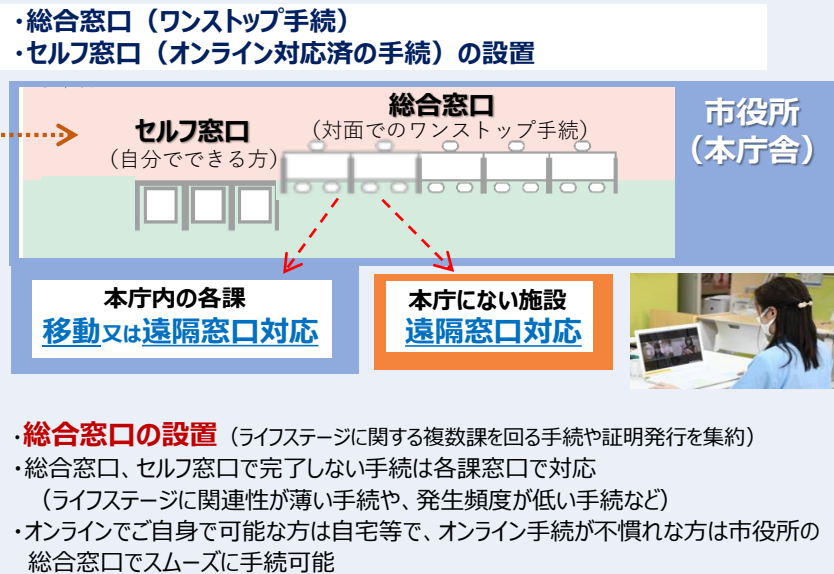 ・総合窓口（ワンストップ手続）
・セルフ窓口（オンライン対応済の手続）の設置
総合窓口
（対面でのワンストップ手続）
セルフ窓口
（自分でできる方）
市役所
（本庁舎）
本庁内の各課
移動又は遠隔窓口対応
本庁にない施設
遠隔窓口対応
・総合窓口の設置（ライフステージに関する複数課を回る手続や証明発行を集約）
・総合窓口、セルフ窓口で完了しない手続は各課窓口で対応
（ライフステージに関連性が薄い手続や、発生頻度が低い手続など）
・オンラインでご自身で可能な方は自宅等で、オンライン手続が不慣れな方は市役所の
総合窓口でスムーズに手続可能